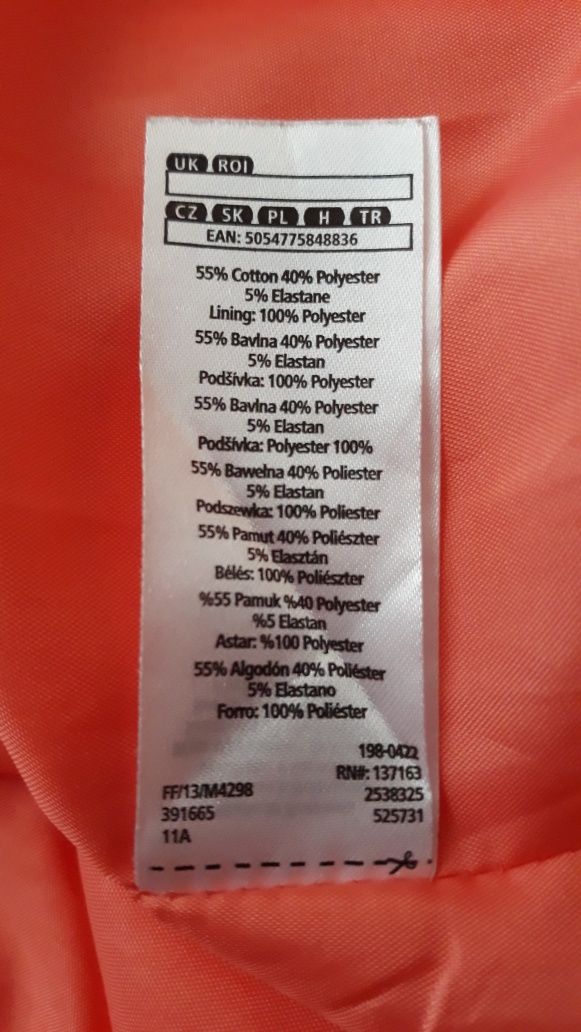 UK ROI
CZ SK PL H TR
EAN: 5054775848836
55% Cotton 40% Polyester
5% Elastane
Lining: 100% Polyester
55% Bavlna 40% Polyester
5% Elastan
Podšívka: 100% Polyester
55% Bavlna 40% Polyester
5% Elastan
Podšívka: Polyester 100%
55% Bawełna 40% Poliester
5% Elastan
Podszewka: 100% Poliester
55% Pamut 40% Poliészter
5% Elasztán
Bélés: 100% Poliészter
%55 Pamuk %40 Polyester
%5 Elastan
Astar: %100 Polyester
55% Algodón 40% Poliéster
5% Elastano
Forro: 100% Poliéster
198-0422
RN#: 137163
FF/13/M4298 2538325
391665 525731
11A